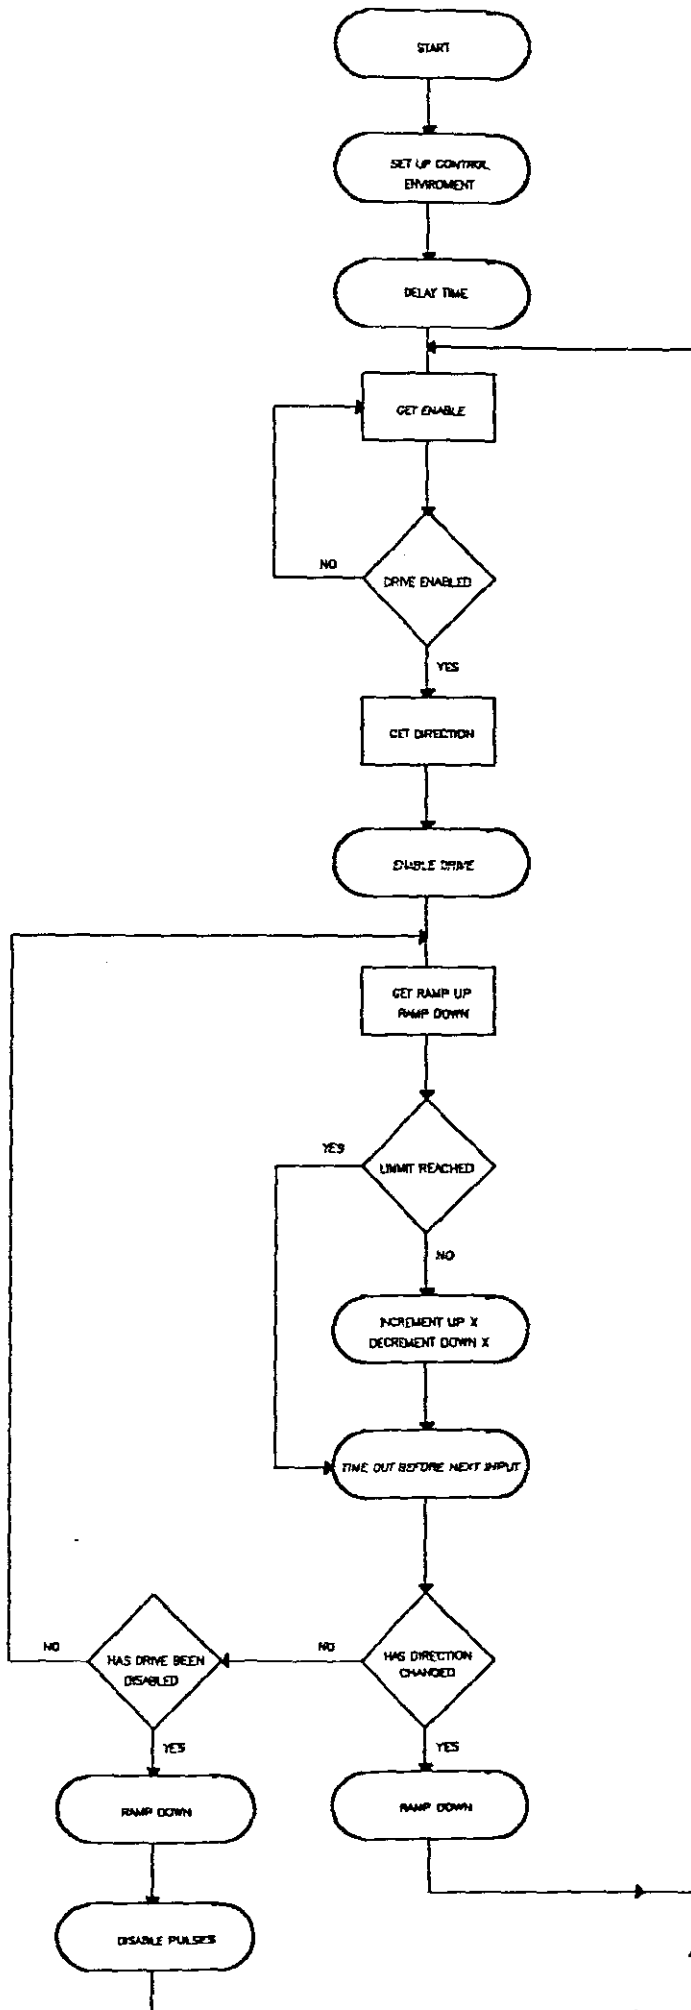 START
SET UP CONTROL
ENVIROMENT
DELAY TIME
GET ENABLE
NO
DRIVE ENABLED
YES
GET DIRECTION
ENABLE DRIVE
GET RAMP UP
RAMP DOWN
YES
LIMMIT REACHED
NO
INCREMENT UP X
DECREMENT DOWN X
TIME OUT BEFORE NEXT INPUT
NO
HAS DRIVE BEEN
DISABLED
NO
HAS DIRECTION
CHANGED
YES
YES
RAMP DOWN
RAMP DOWN
DISABLE PULSES